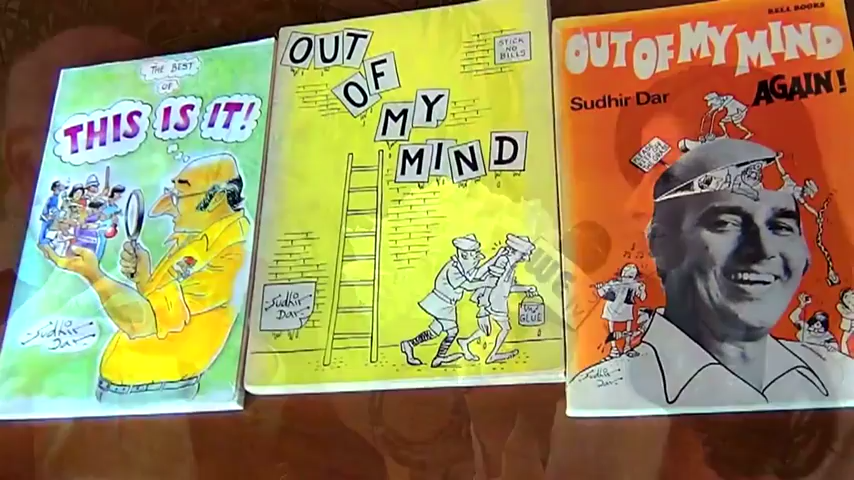 THE BEST
OF
THIS IS IT!
Sudhir
Dar
OUT
OF
MY
MIND
STICK
NO
BILLS
Sudhir
Dar
GLUE
BELL BOOKS
OUT OF MY MIND
AGAIN!
Sudhir Dar
Sudhir
Dar